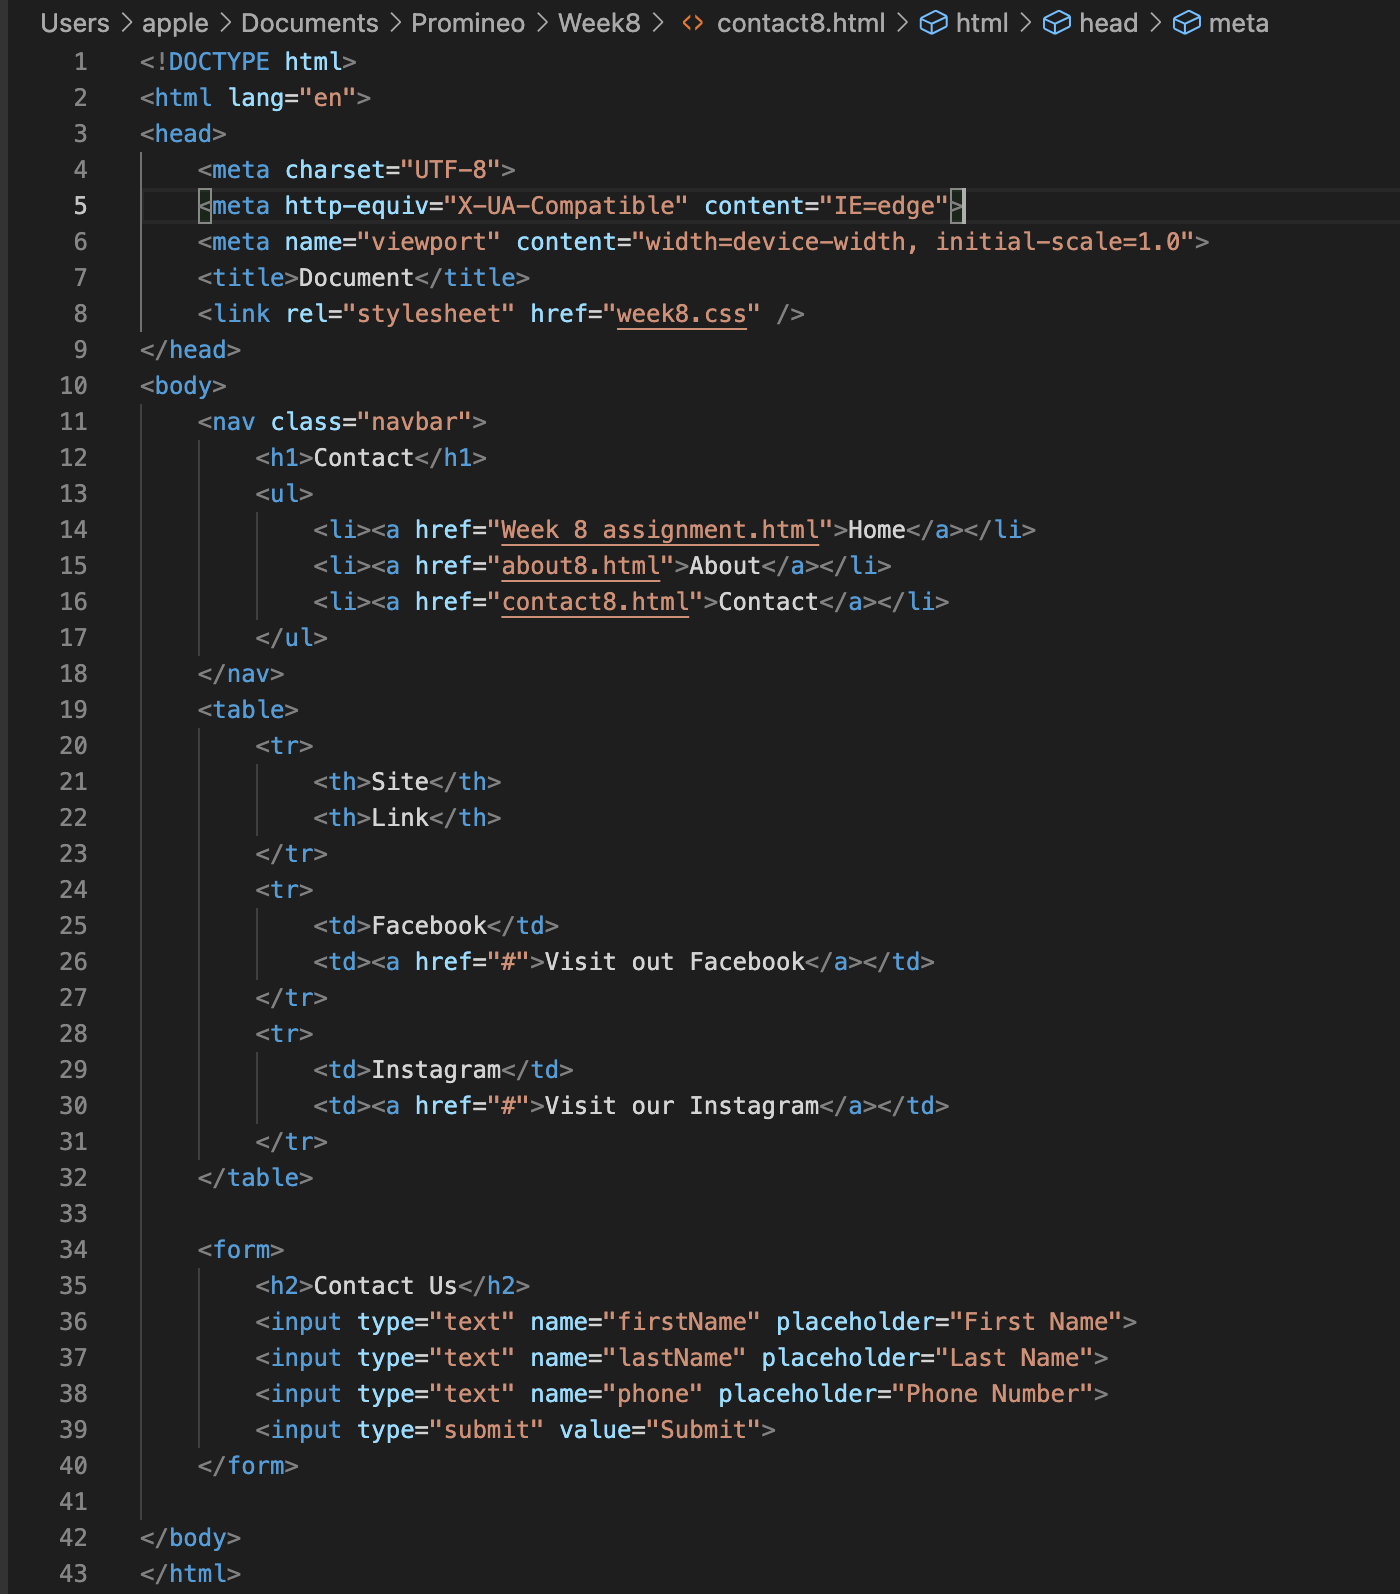 Users > apple > Documents > Promineo > Week8 > <> contact8.html > html > head > meta
1 <!DOCTYPE html>
2 <html lang="en">
3 <head>
4     <meta charset="UTF-8">
5     <meta http-equiv="X-UA-Compatible" content="IE=edge">
6     <meta name="viewport" content="width=device-width, initial-scale=1.0">
7     <title>Document</title>
8     <link rel="stylesheet" href="week8.css" />
9 </head>
10 <body>
11     <nav class="navbar">
12         <h1>Contact</h1>
13         <ul>
14             <li><a href="Week 8 assignment.html">Home</a></li>
15             <li><a href="about8.html">About</a></li>
16             <li><a href="contact8.html">Contact</a></li>
17         </ul>
18     </nav>
19     <table>
20         <tr>
21             <th>Site</th>
22             <th>Link</th>
23         </tr>
24         <tr>
25             <td>Facebook</td>
26             <td><a href="#">Visit out Facebook</a></td>
27         </tr>
28         <tr>
29             <td>Instagram</td>
30             <td><a href="#">Visit our Instagram</a></td>
31         </tr>
32     </table>
33
34     <form>
35         <h2>Contact Us</h2>
36         <input type="text" name="firstName" placeholder="First Name">
37         <input type="text" name="lastName" placeholder="Last Name">
38         <input type="text" name="phone" placeholder="Phone Number">
39         <input type="submit" value="Submit">
40     </form>
41
42 </body>
43 </html>